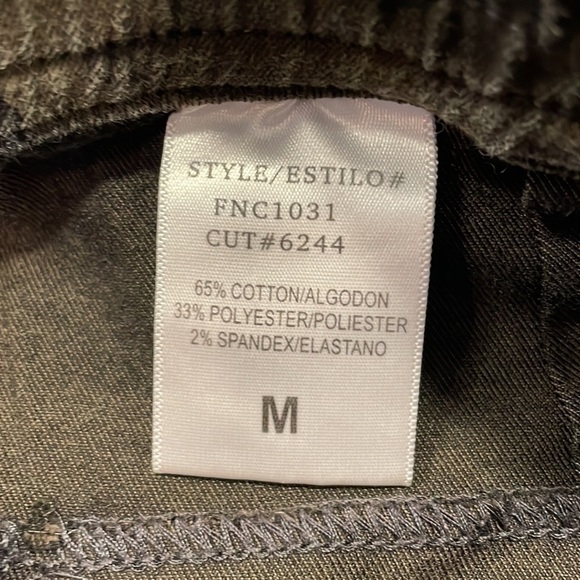 STYLE/ESTILO#
FNC1031
CUT#6244
65% COTTON/ALGODON
33% POLYESTER/POLIESTER
2% SPANDEX/ELASTANO
M